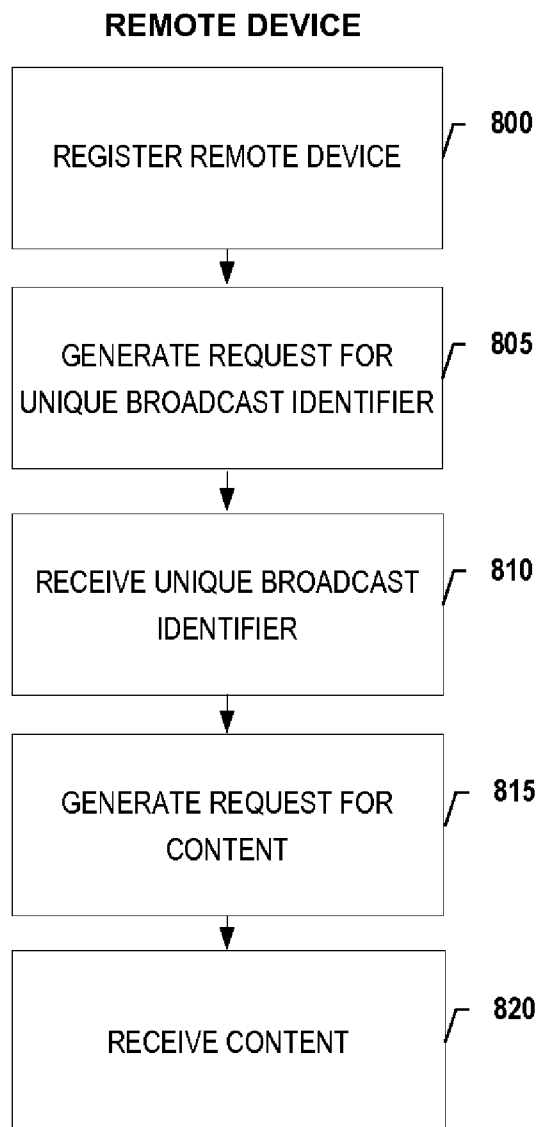 REMOTE DEVICE
REGISTER REMOTE DEVICE
800
GENERATE REQUEST FOR
UNIQUE BROADCAST IDENTIFIER
805
RECEIVE UNIQUE BROADCAST
IDENTIFIER
810
GENERATE REQUEST FOR
CONTENT
815
RECEIVE CONTENT
820